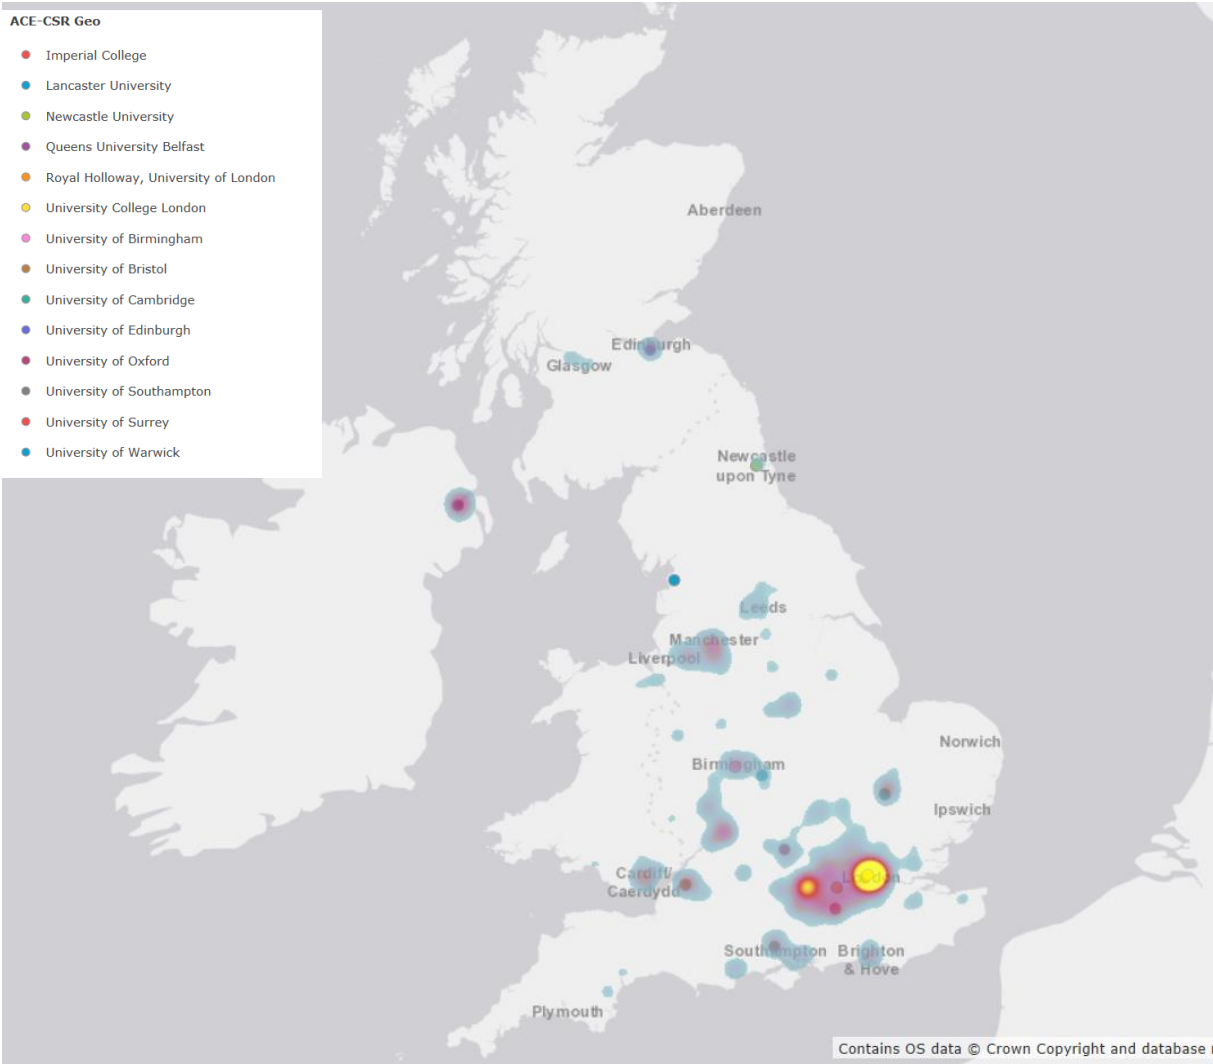 ACE-CSR Geo
Imperial College
Lancaster University
Newcastle University
Queens University Belfast
Royal Holloway, University of London
University College London
University of Birmingham
University of Bristol
University of Cambridge
University of Edinburgh
University of Oxford
University of Southampton
University of Surrey
University of Warwick
Aberdeen
Edinburgh
Glasgow
Newcastle
upon Tyne
Leeds
Manchester
Liverpool
Norwich
Birmingham
Ipswich
Cardiff/
Caerdydd
London
Southampton
Brighton
& Hove
Plymouth
Contains OS data © Crown Copyright and database